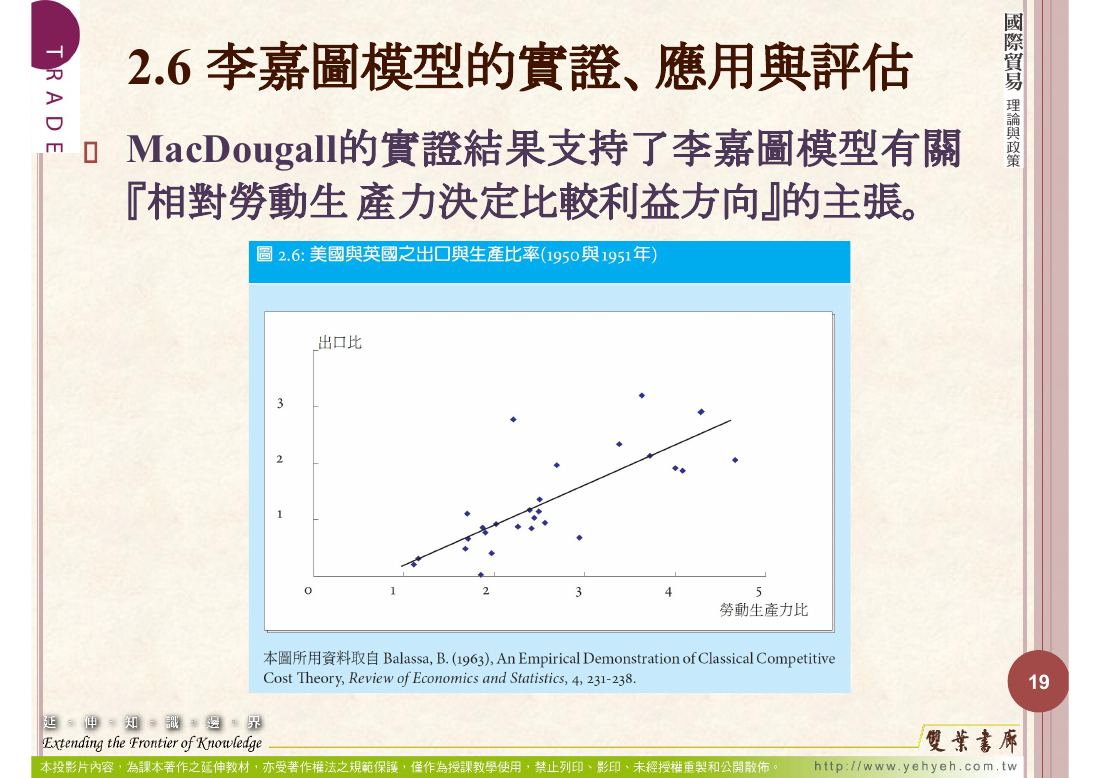 TRADE
國際貿易 理論與政策
2.6 李嘉圖模型的實證、應用與評估
MacDougall的實證結果支持了李嘉圖模型有關
『相對勞動生 產力決定比較利益方向』的主張。
圖 2.6: 美國與英國之出口與生產比率(1950與1951年)
出口比
3
2
1
0 1 2 3 4 5
勞動生產力比
本圖所用資料取自 Balassa, B. (1963), An Empirical Demonstration of Classical Competitive
Cost Theory, Review of Economics and Statistics, 4, 231-238.
19
延。伸。知。識。邊。界
Extending the Frontier of Knowledge
雙葉書廊
本投影片內容，為課本著作之延伸教材，亦受著作權法之規範保護，僅作為授課教學使用，禁止列印、影印、未經授權重製和公開散佈。
http://www.yehyeh.com.tw